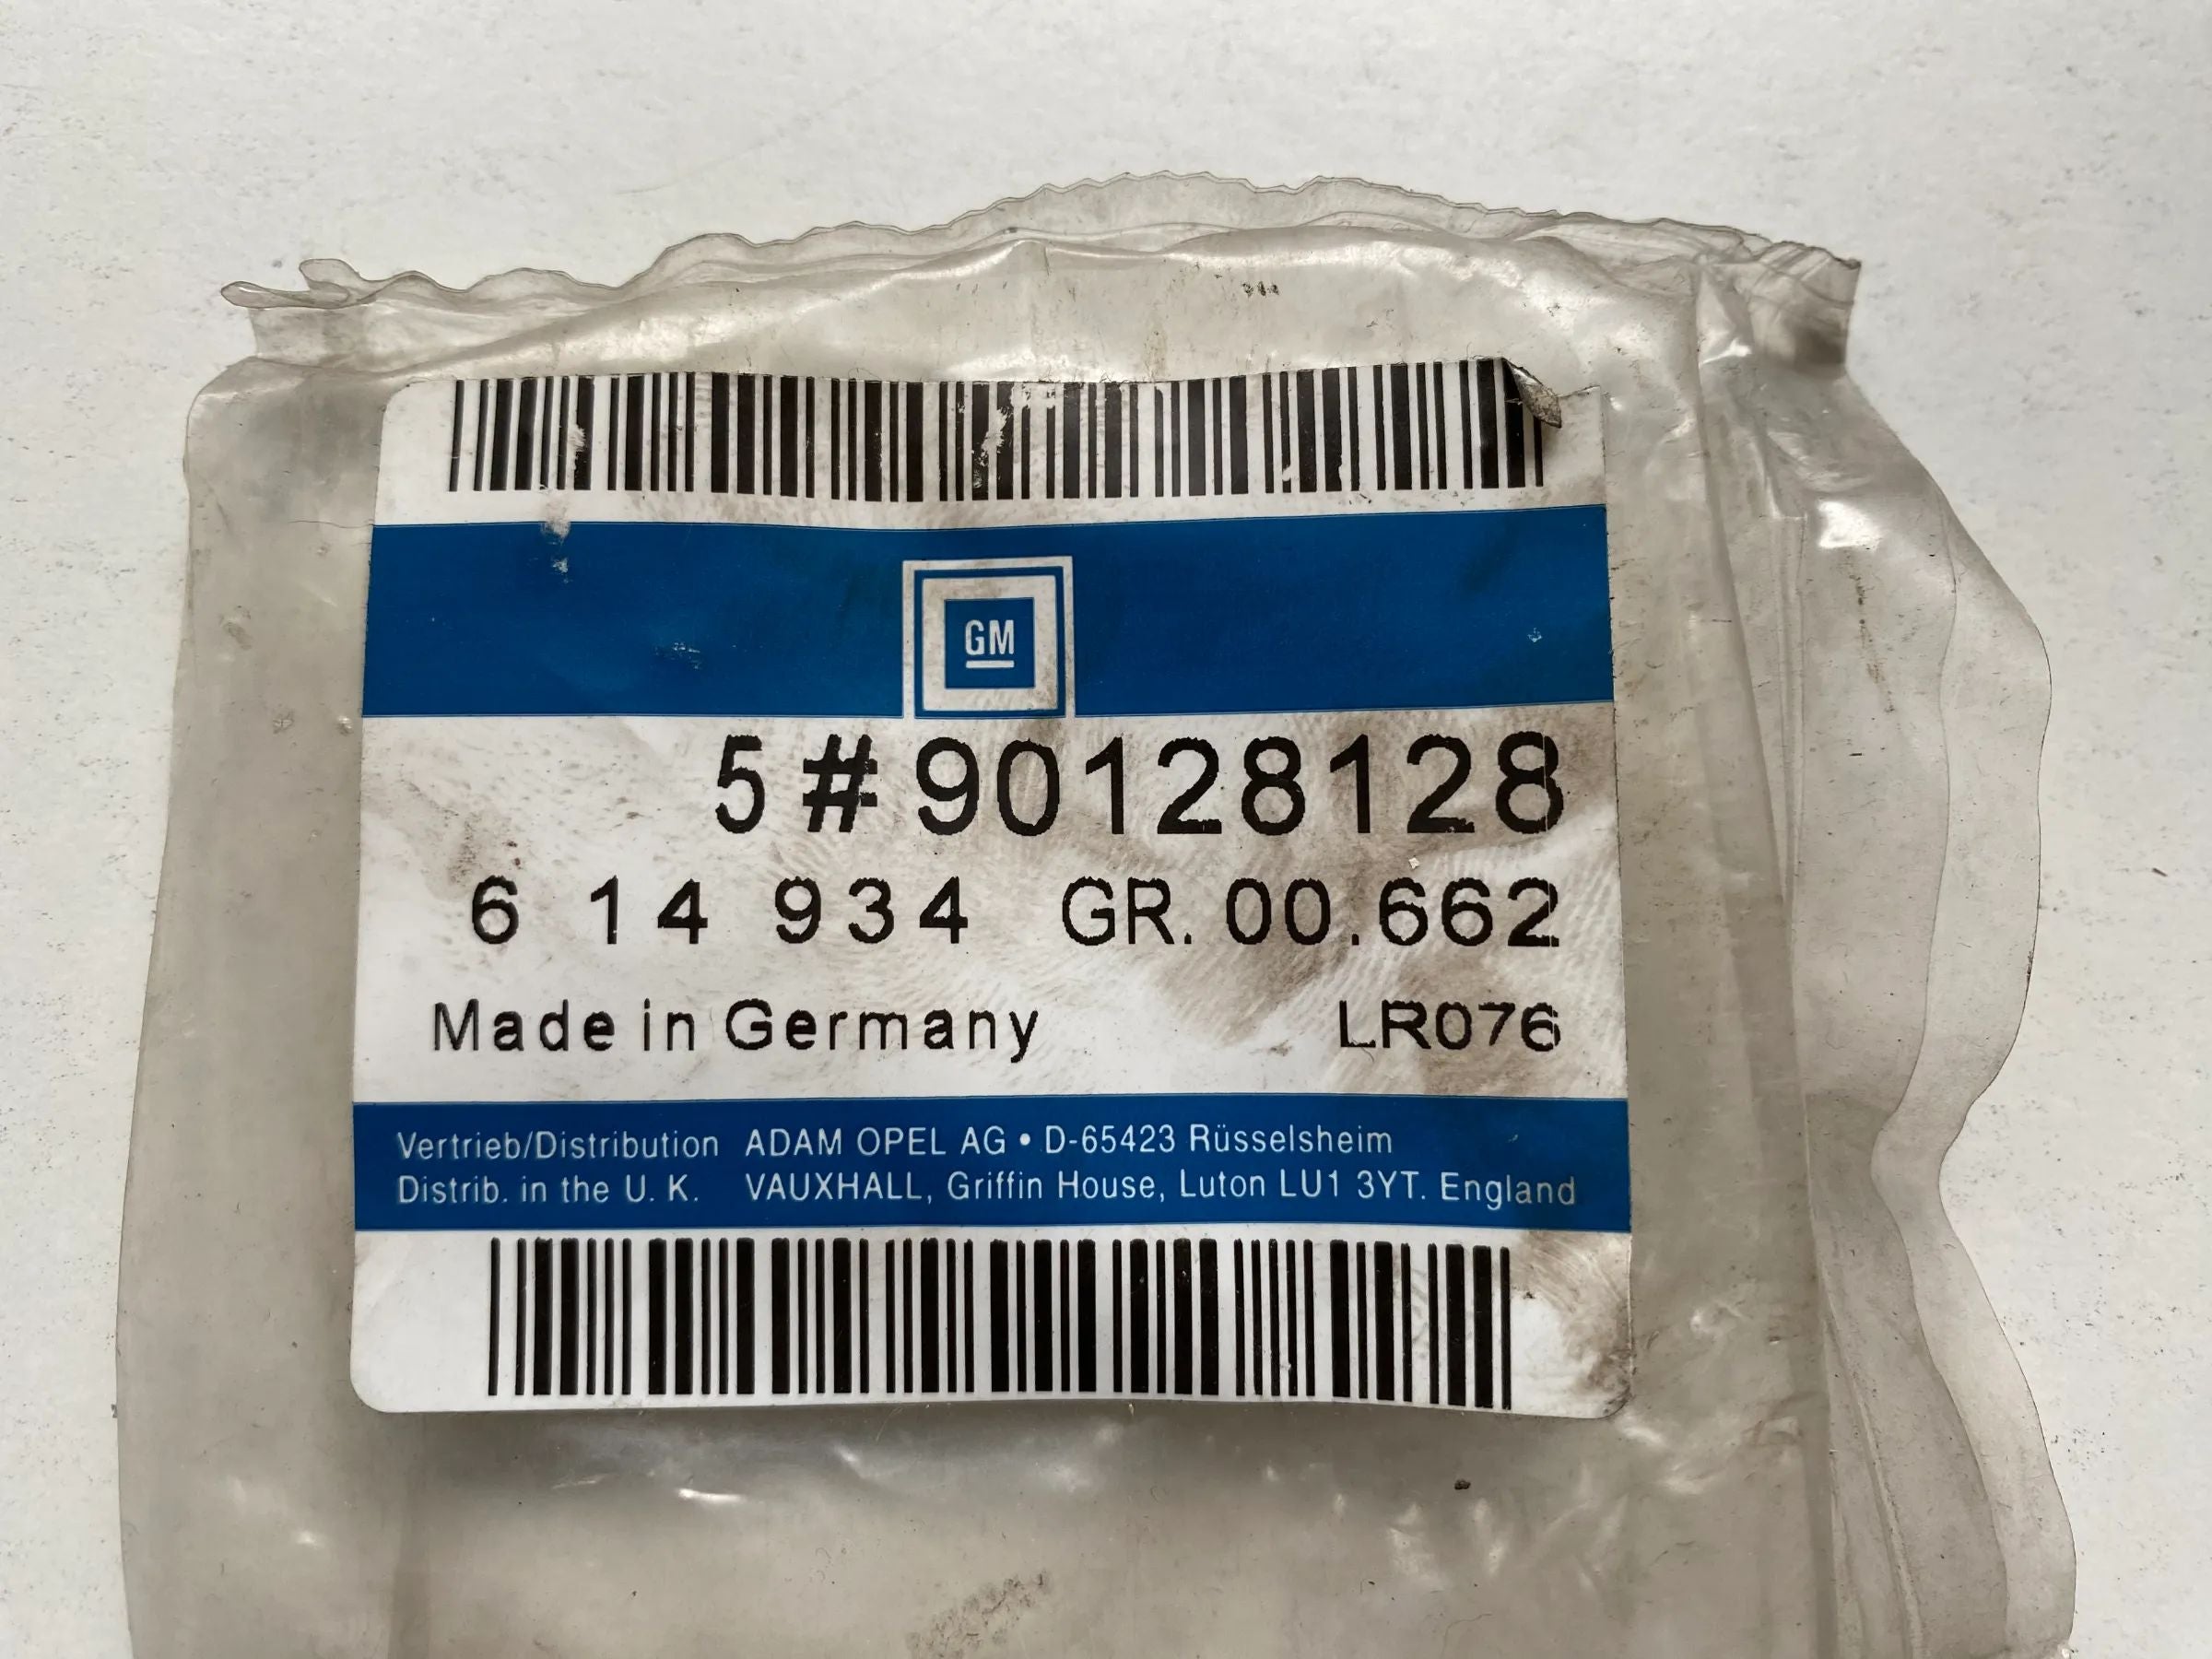 GM
5#90128128
6 14 934 GR. 00.662
Made in Germany LR076
Vertrieb/Distribution ADAM OPEL AG • D-65423 Rüsselsheim
Distrib. in the U. K. VAUXHALL, Griffin House, Luton LU1 3YT. England